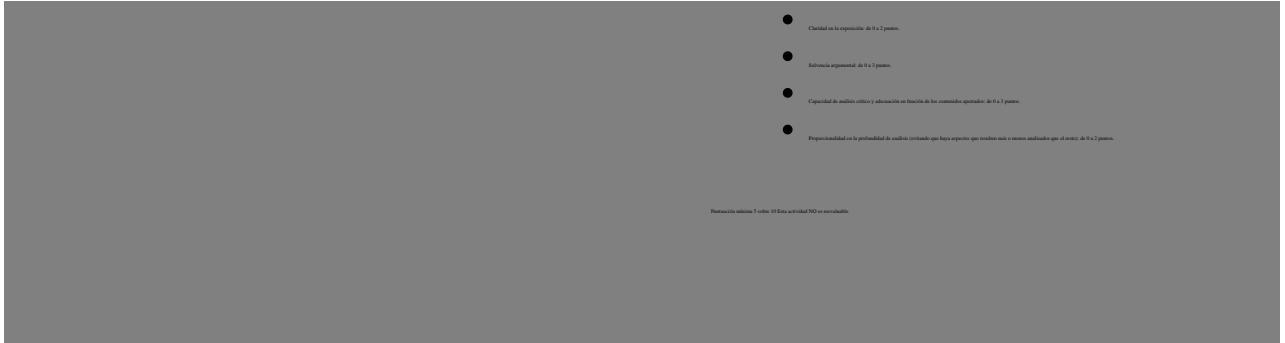 ● Claridad en la exposición: de 0 a 2 puntos.
● Solvencia argumental: de 0 a 3 puntos.
● Capacidad de análisis crítico y adecuación en función de los contenidos aportados: de 0 a 3 puntos.
● Proporcionalidad en la profundidad de análisis (evitando que haya aspectos que resulten más o menos analizados que el resto): de 0 a 2 puntos.
Puntuación mínima 5 sobre 10 Esta actividad NO es reevaluable